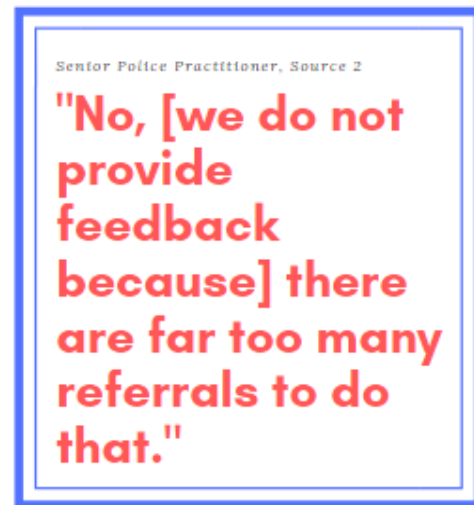 Senior Police Practitioner, Source 2
"No, [we do not
provide
feedback
because] there
are far too many
referrals to do
that."